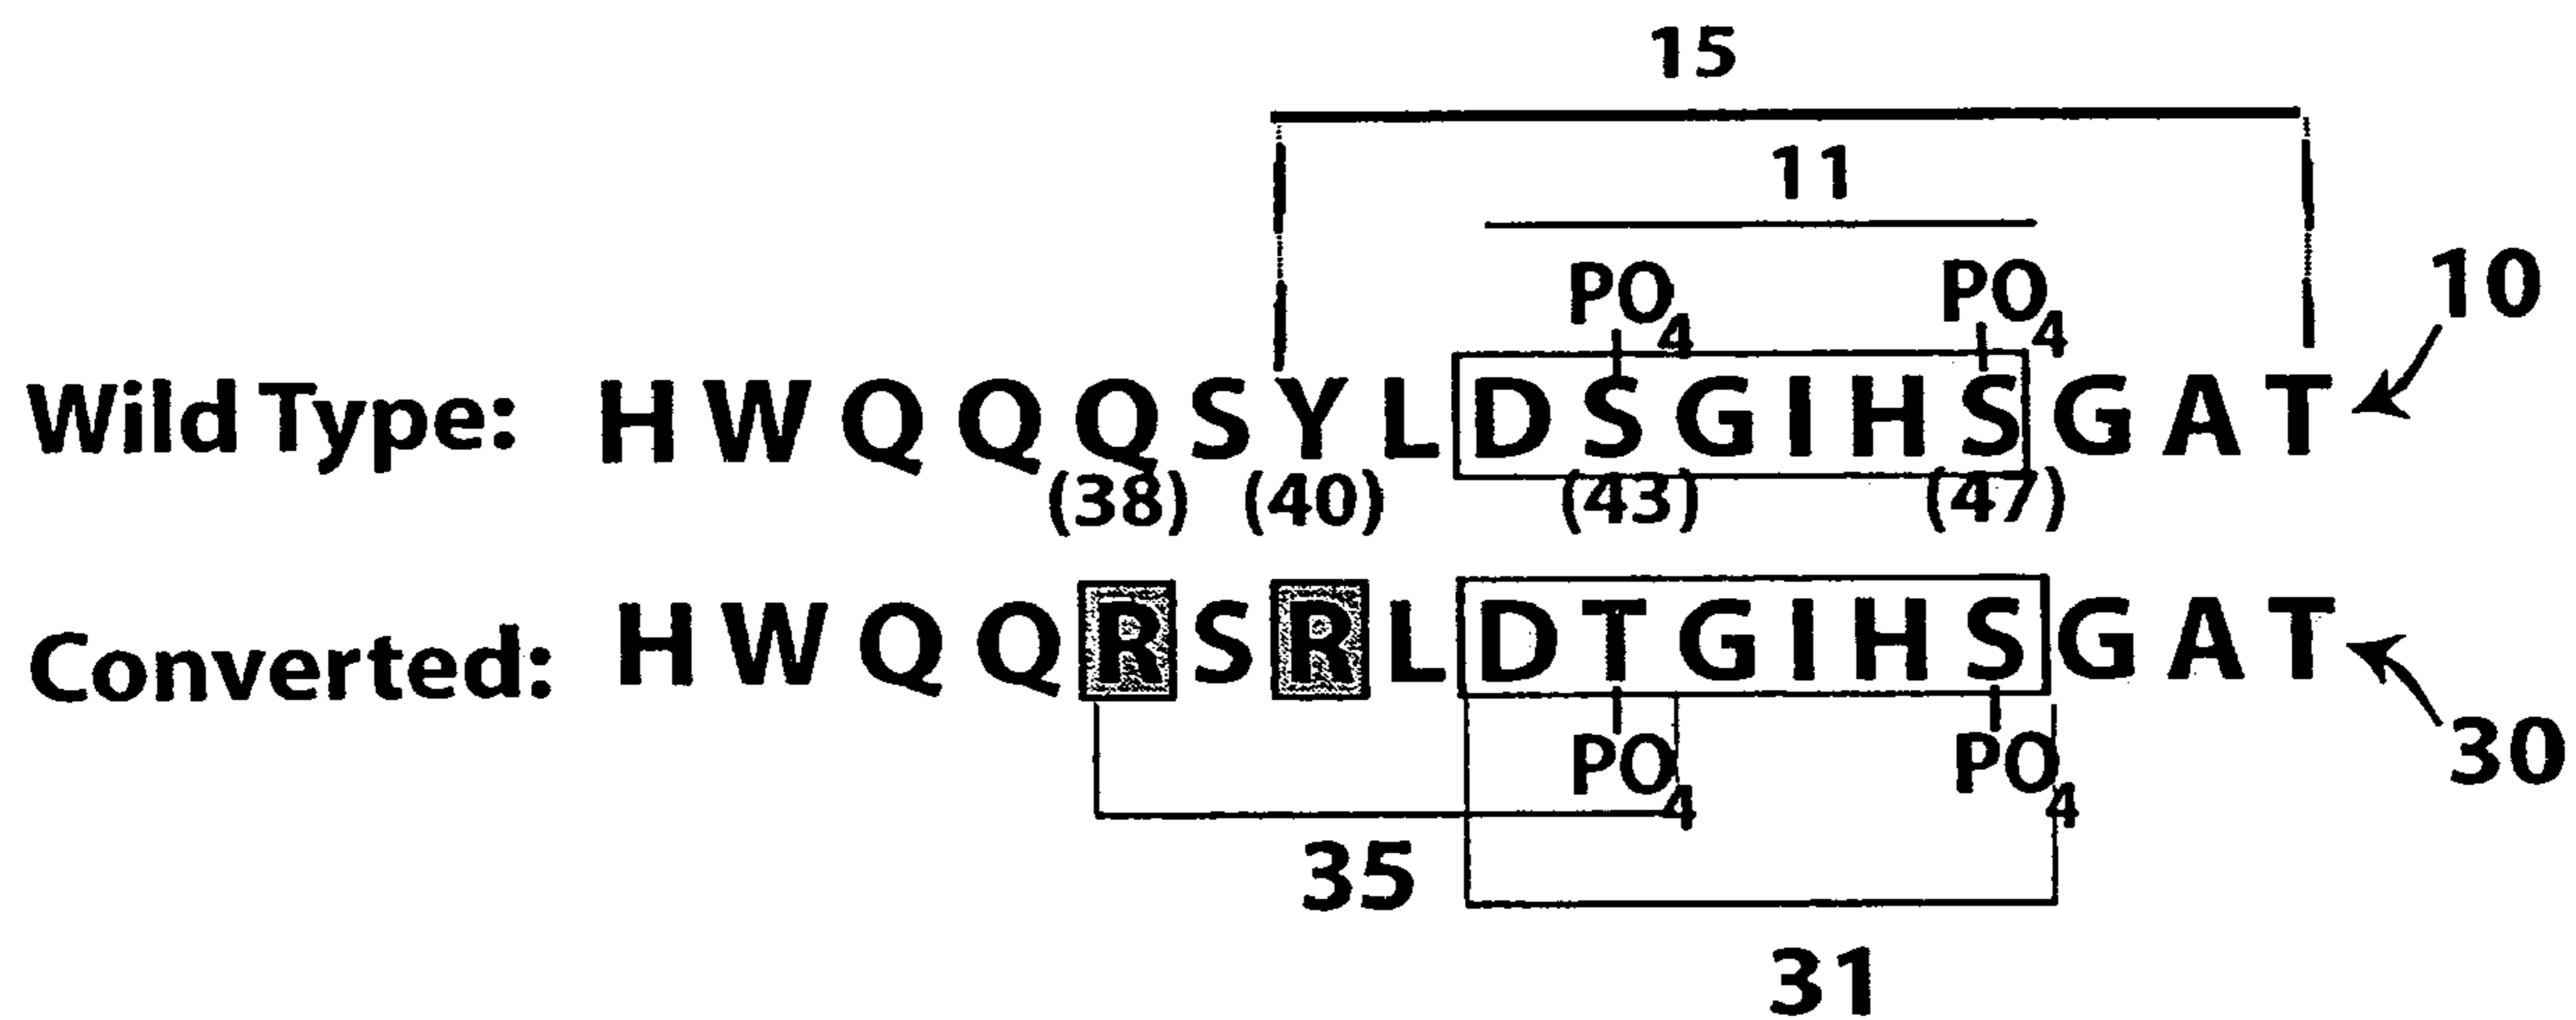 15
11
PO4 PO4
10
Wild Type: H W Q Q Q S Y L D S G I H S G A T
(38) (40) (43) (47)
Converted: H W Q Q R S R L D T G I H S G A T
PO4 PO4
30
35
31